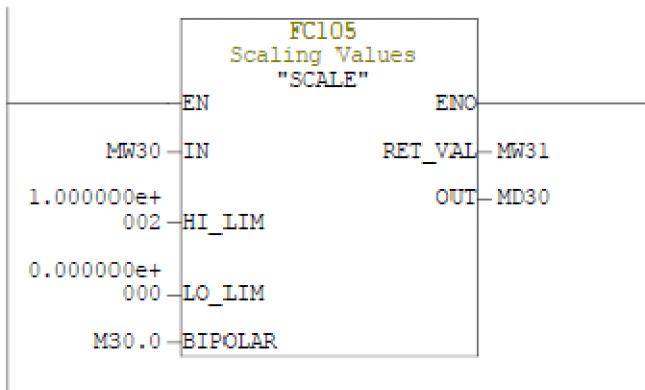 FC105
Scaling Values
"SCALE"
EN ENO
MW30 IN RET_VAL MW31
1.000000e+ OUT MD30
002 HI_LIM
0.000000e+
000 LO_LIM
M30.0 BIPOLAR